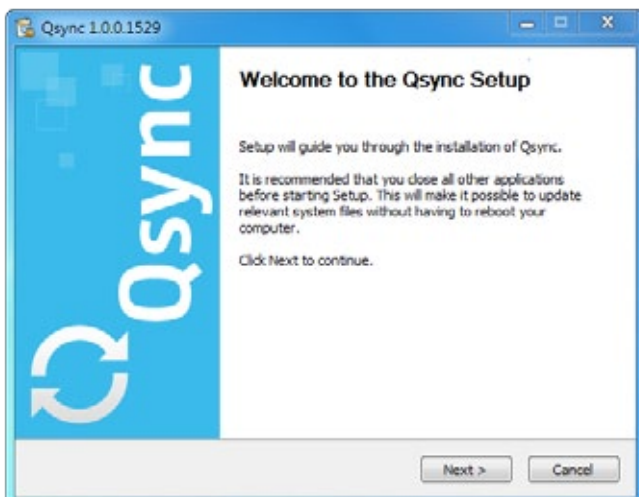 Qsync 1.0.0.1529
Qsync
Welcome to the Qsync Setup
Setup will guide you through the installation of Qsync.
It is recommended that you close all other applications
before starting Setup. This will make it possible to update
relevant system files without having to reboot your
computer.
Click Next to continue.
Next >
Cancel